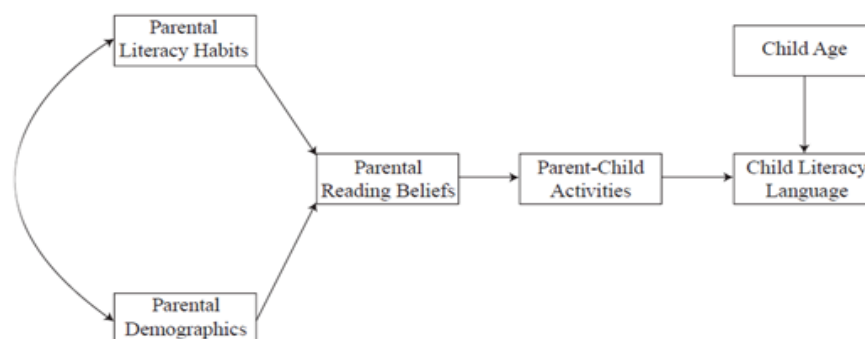 Parental
Literacy Habits
Child Age
Parental
Reading Beliefs
Parent-Child
Activities
Child Literacy
Language
Parental
Demographics